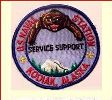 U.S. NAVAL STATION
SERVICE SUPPORT
KODIAK, ALASKA